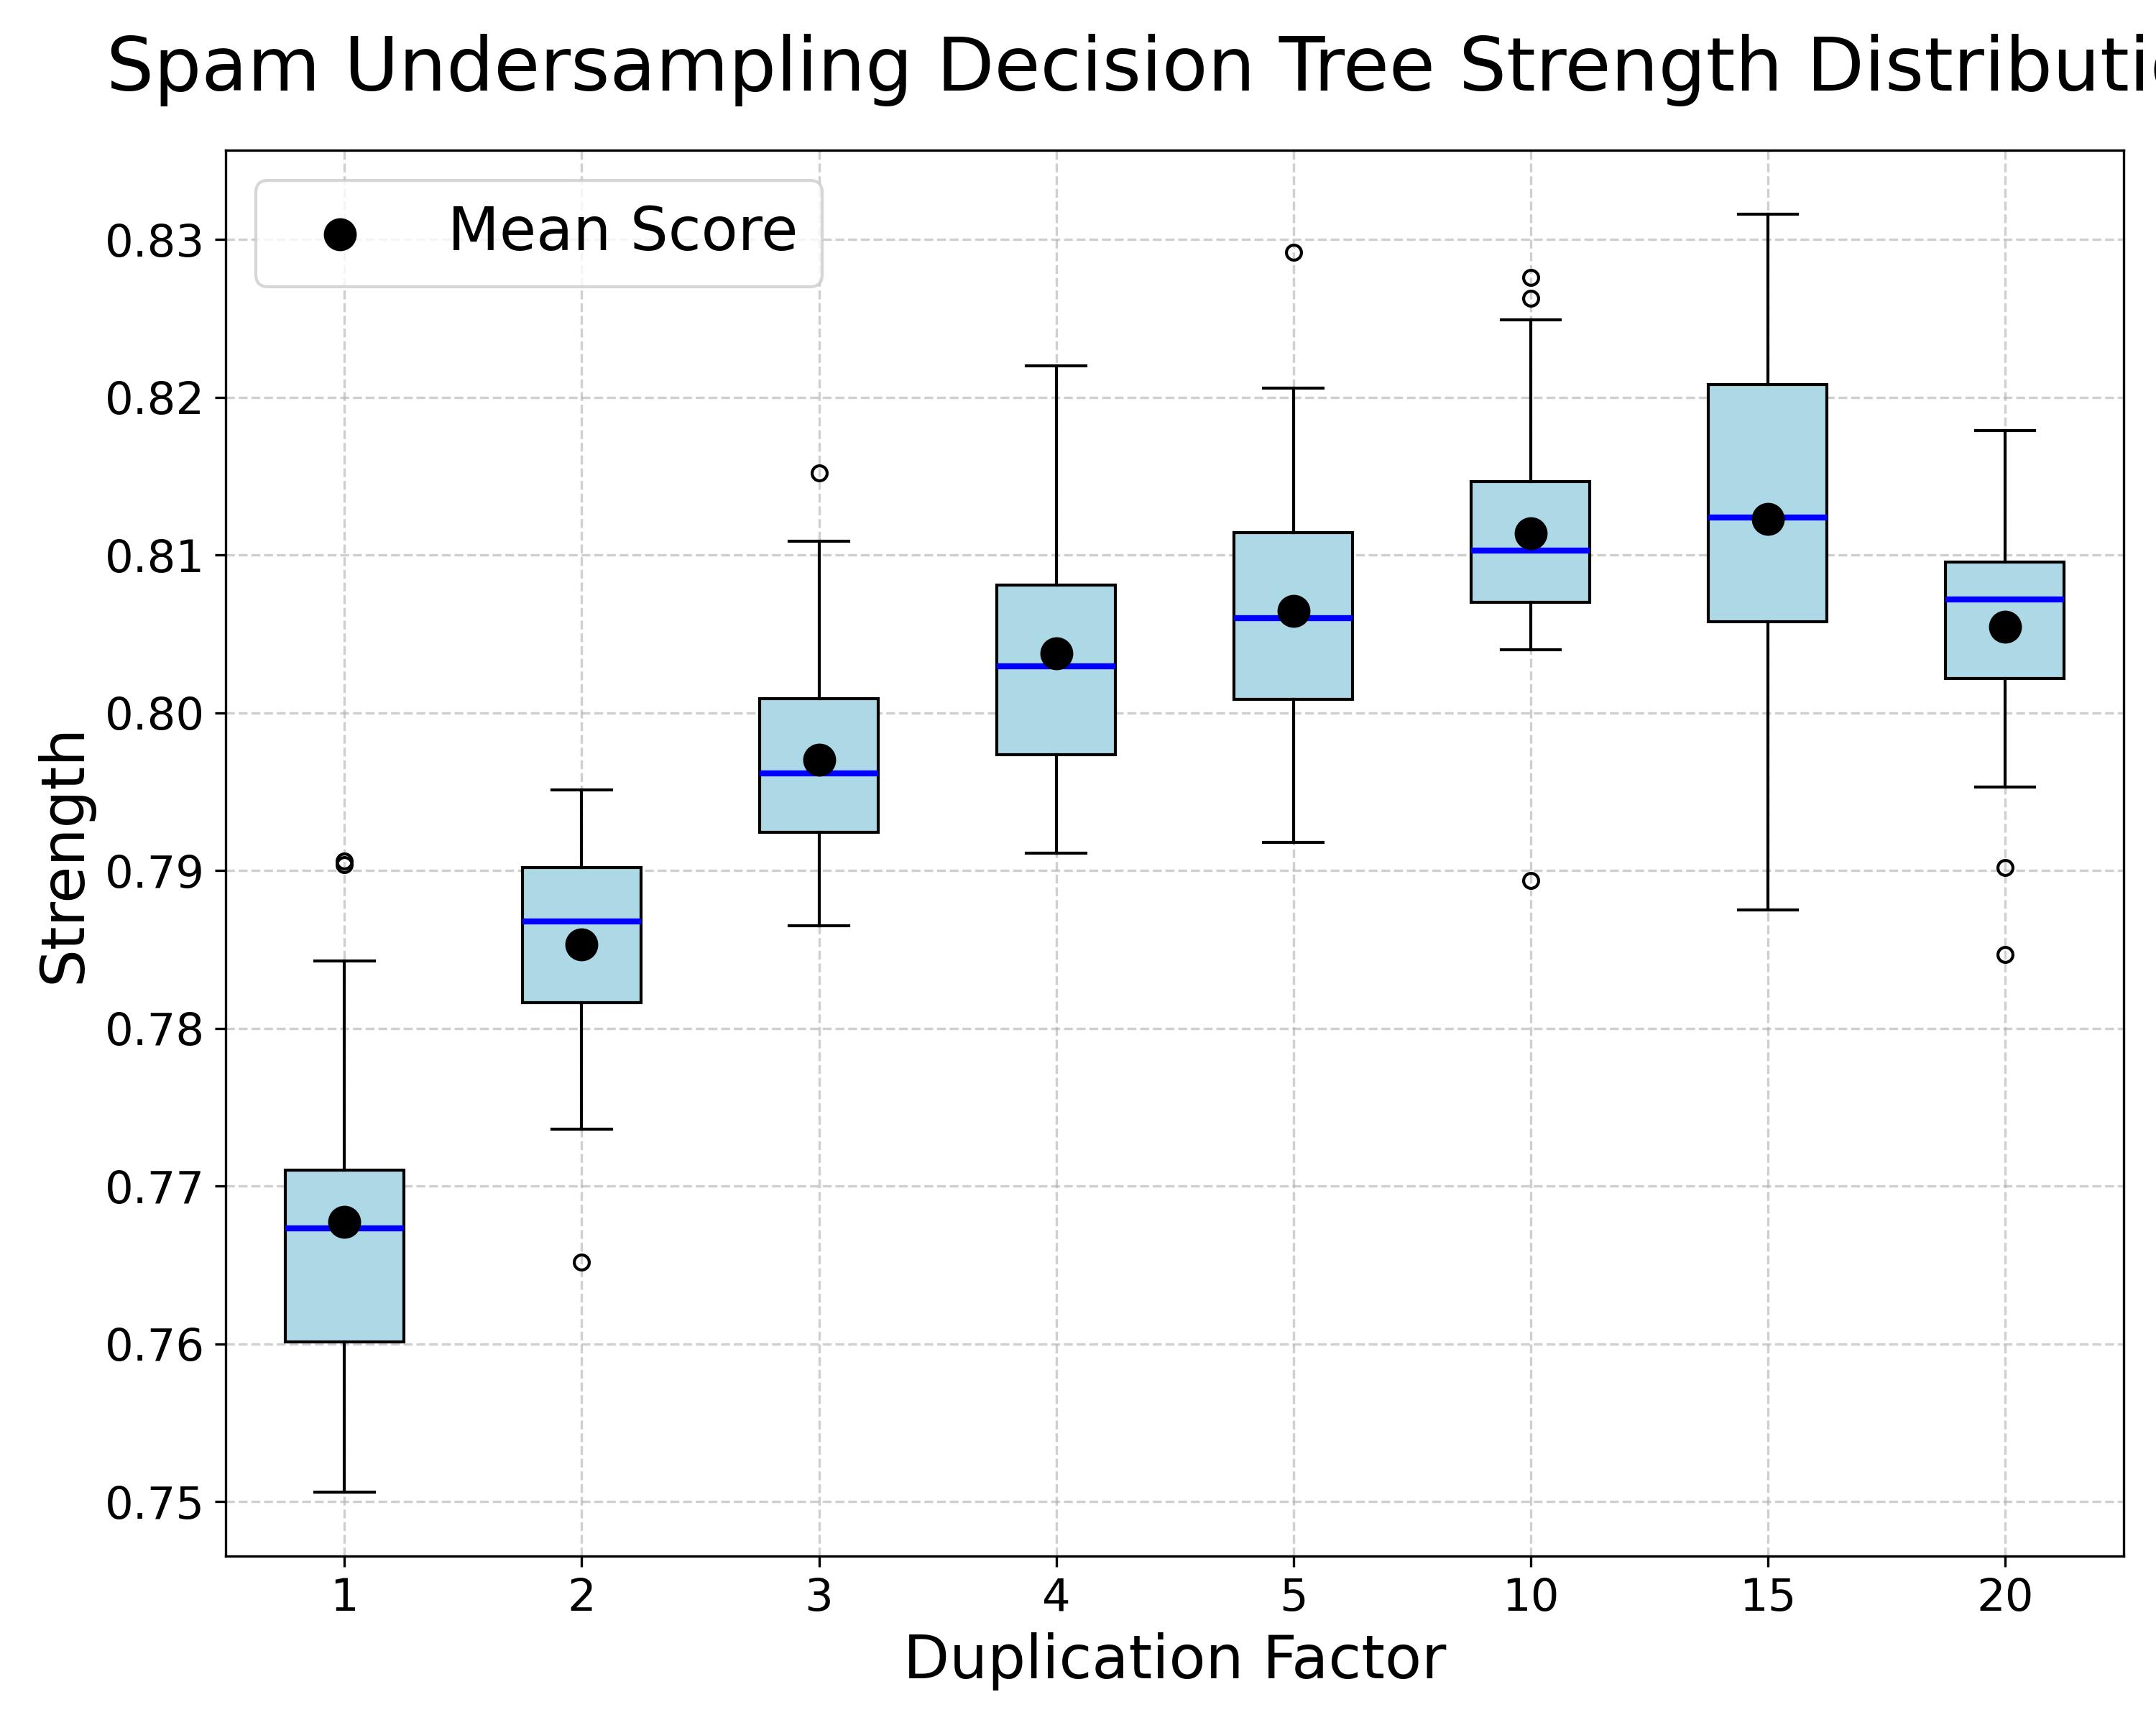 Spam Undersampling Decision Tree Strength Distributi
Mean Score
0.83
0.82
0.81
0.80
0.79
0.78
0.77
0.76
0.75
Strength
1 2 3 4 5 10 15 20
Duplication Factor